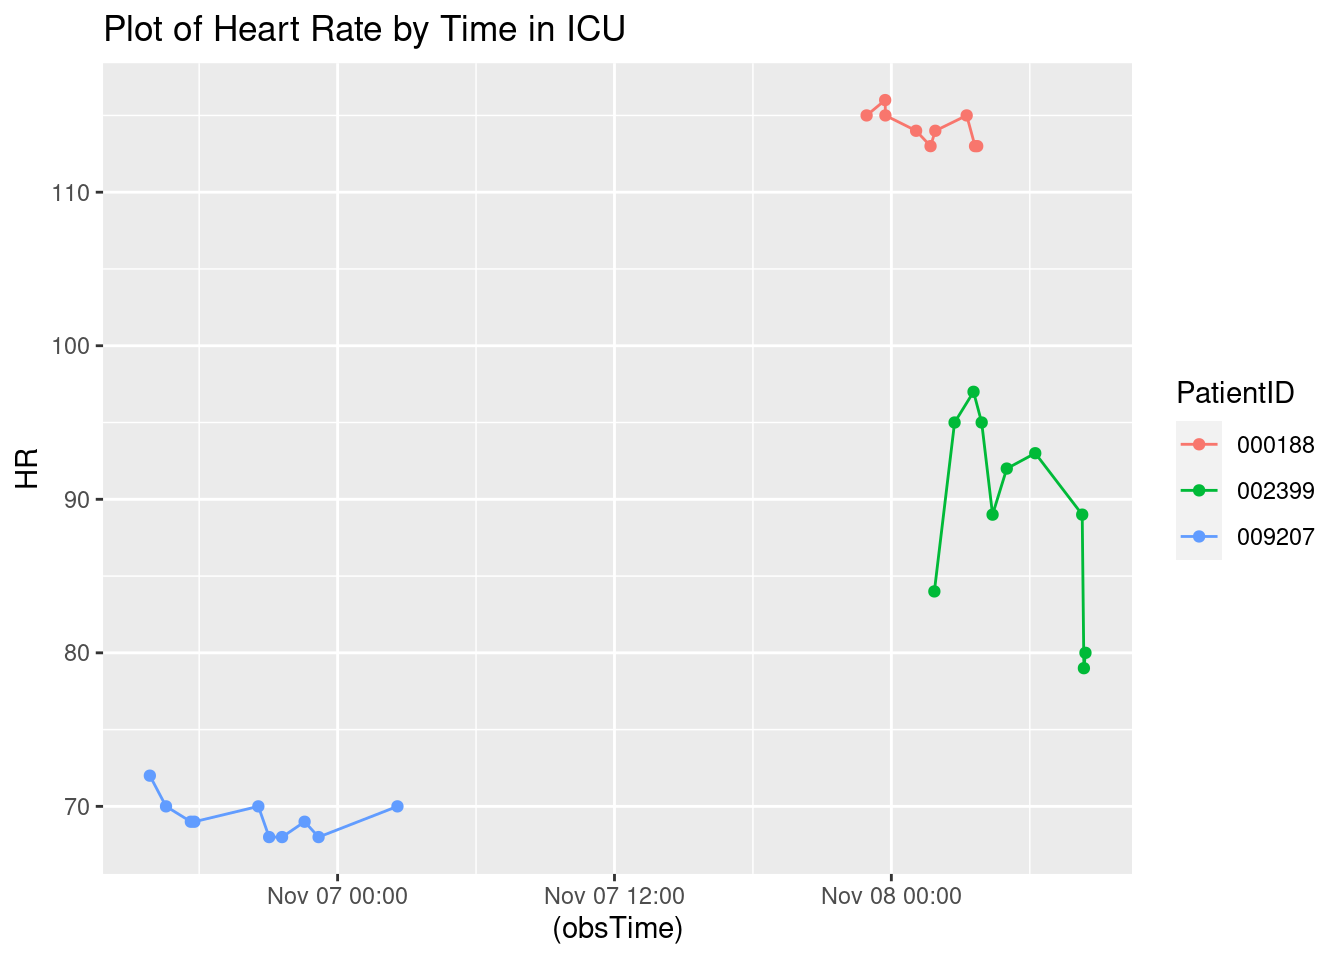 Plot of Heart Rate by Time in ICU
HR
110
100
90
80
70
Nov 07 00:00
Nov 07 12:00
Nov 08 00:00
(obsTime)
PatientID
000188
002399
009207